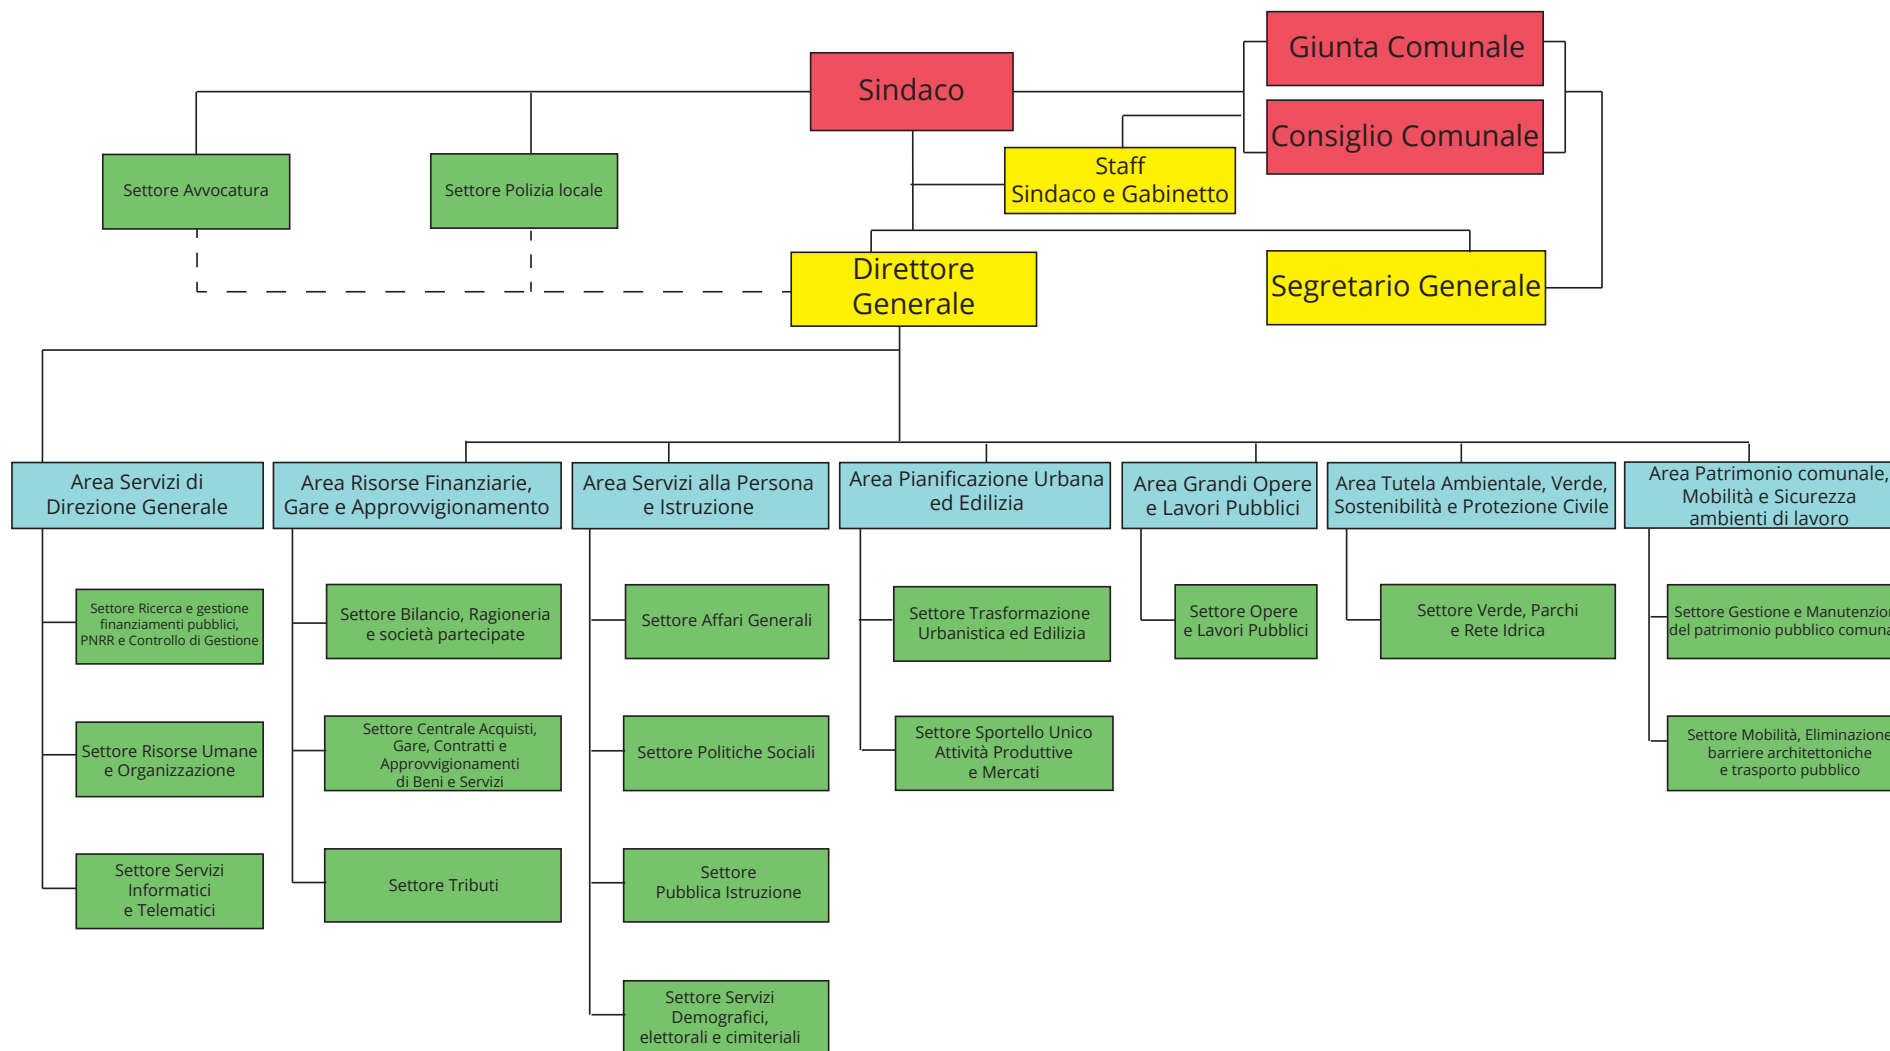 Giunta Comunale
Sindaco
Consiglio Comunale
Staff
Sindaco e Gabinetto
Settore Avvocatura
Settore Polizia locale
Direttore
Generale
Segretario Generale
Area Servizi di
Direzione Generale
Area Risorse Finanziarie,
Gare e Approvvigionamento
Area Servizi alla Persona
e Istruzione
Area Pianificazione Urbana
ed Edilizia
Area Grandi Opere
e Lavori Pubblici
Area Tutela Ambientale, Verde,
Sostenibilità e Protezione Civile
Area Patrimonio comunale,
Mobilità e Sicurezza
ambienti di lavoro
Settore Ricerca e gestione
finanziamenti pubblici,
PNRR e Controllo di Gestione
Settore Risorse Umane
e Organizzazione
Settore Servizi
Informatici
e Telematici
Settore Bilancio, Ragioneria
e società partecipate
Settore Centrale Acquisti,
Gare, Contratti e
Approvvigionamenti
di Beni e Servizi
Settore Tributi
Settore Affari Generali
Settore Politiche Sociali
Settore
Pubblica Istruzione
Settore Servizi
Demografici,
elettorali e cimiteriali
Settore Trasformazione
Urbanistica ed Edilizia
Settore Sportello Unico
Attività Produttive
e Mercati
Settore Opere
e Lavori Pubblici
Settore Verde, Parchi
e Rete Idrica
Settore Gestione e
del patrimonio pubblico
Settore Mobilità, Eliminazione
barriere architettoniche
e trasporto pubblico